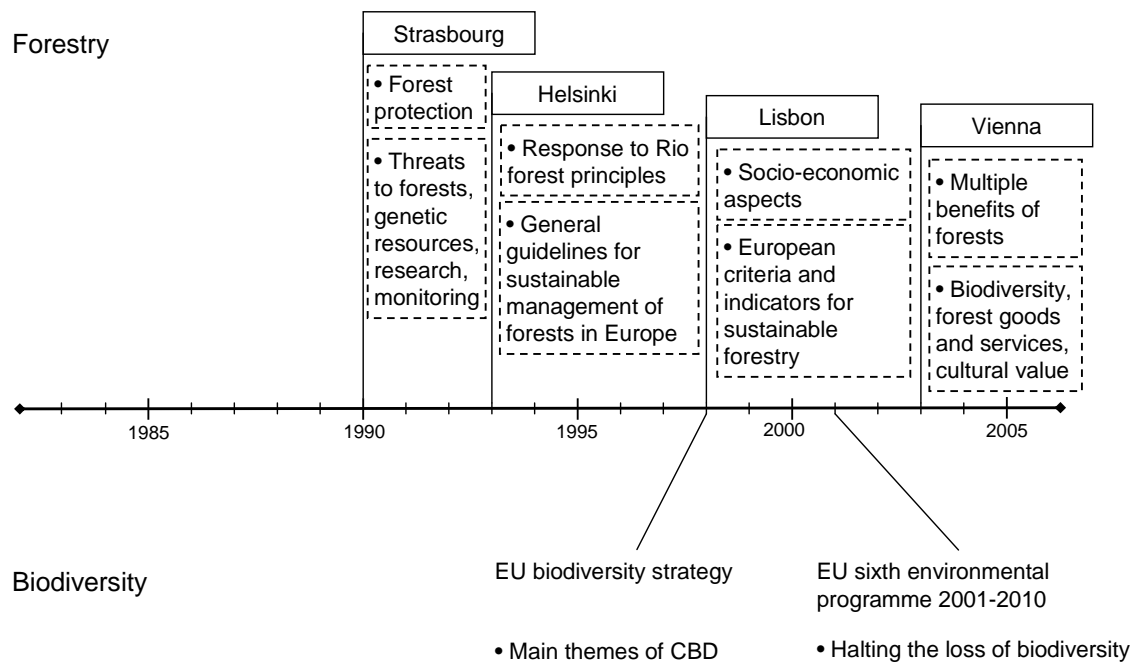 Forestry
Strasbourg
• Forest
protection
• Threats
to forests,
genetic
resources,
research,
monitoring
Helsinki
• Response to Rio
forest principles
• General
guidelines for
sustainable
management of
forests in Europe
Lisbon
• Socio-economic
aspects
• European
criteria and
indicators for
sustainable
forestry
Vienna
• Multiple
benefits of
forests
• Biodiversity,
forest goods
and services,
cultural value
1985
1990
1995
2000
2005
Biodiversity
EU biodiversity strategy
• Main themes of CBD
EU sixth environmental
programme 2001-2010
• Halting the loss of biodiversity